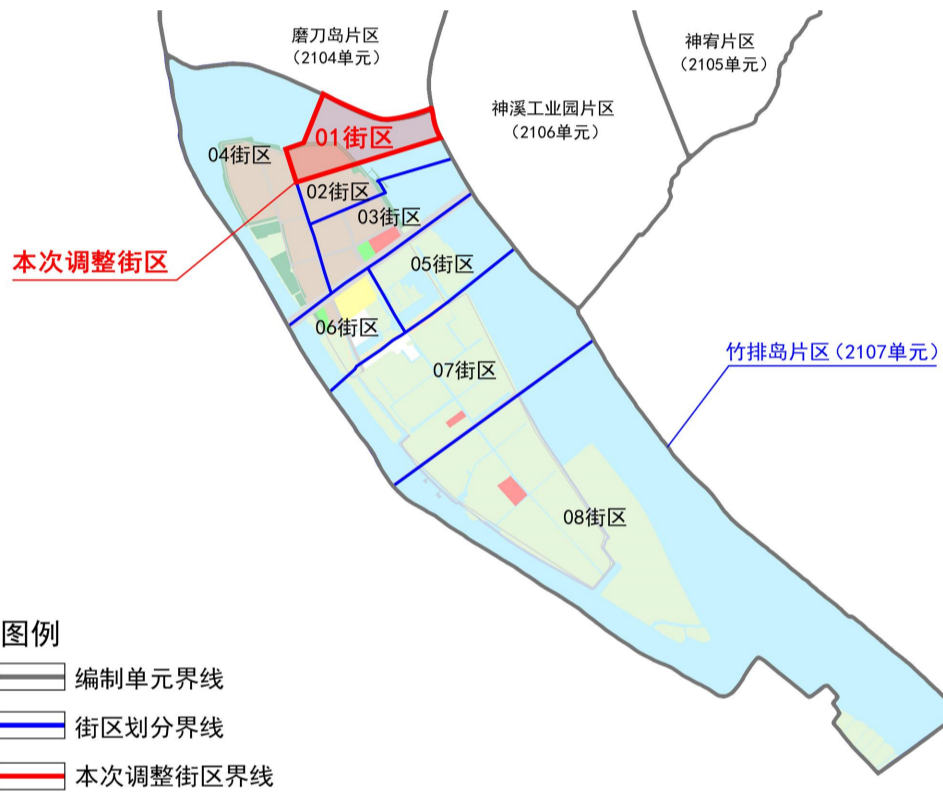 磨刀岛片区
（2104单元）
神宥片区
（2105单元）
神溪工业园片区
（2106单元）
01街区
04街区
02街区
03街区
本次调整街区
05街区
06街区
竹排岛片区（2107单元）
07街区
08街区
图例
编制单元界线
街区划分界线
本次调整街区界线